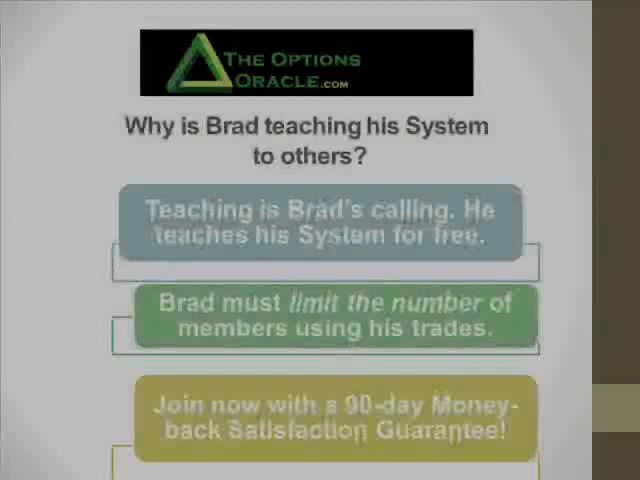 THE OPTIONS
ORACLE.COM
Why is Brad teaching his System
to others?
Teaching is Brad's calling. He
teaches his System for free.
Brad must limit the number of
members using his trades.
Join now with a 90-day Money-
back Satisfaction Guarantee!